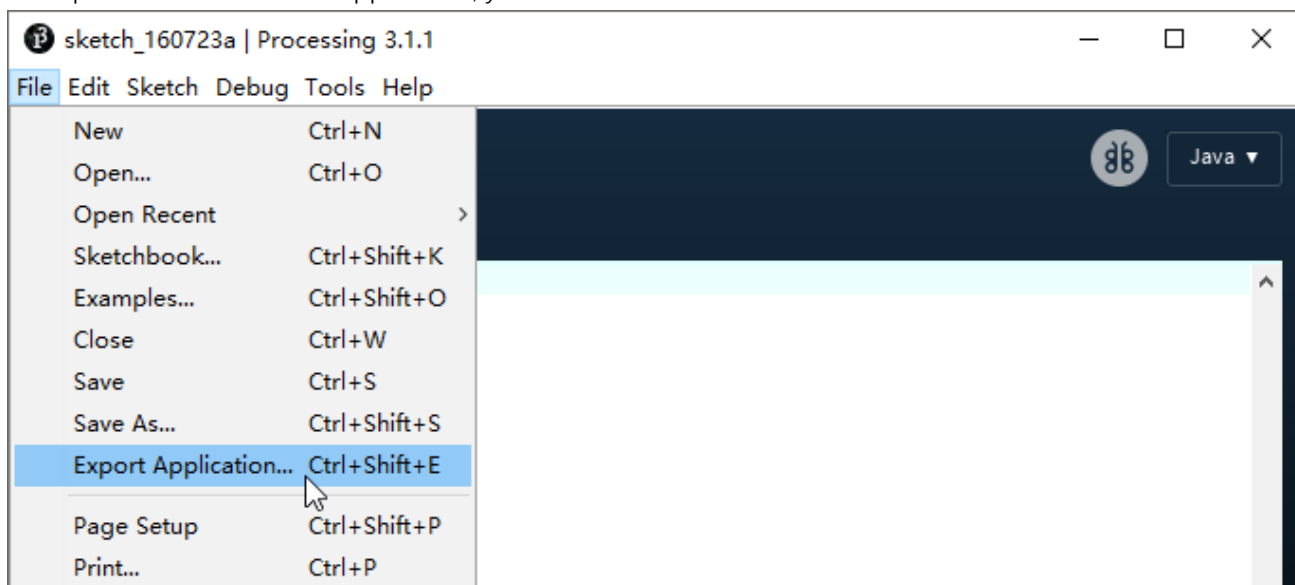 sketch_160723a | Processing 3.1.1
File Edit Sketch Debug Tools Help
New Ctrl+N
Open... Ctrl+O
Java ▼
Open Recent >
Sketchbook... Ctrl+Shift+K
Examples... Ctrl+Shift+O
Close Ctrl+W
Save Ctrl+S
Save As... Ctrl+Shift+S
Export Application... Ctrl+Shift+E
Page Setup Ctrl+Shift+P
Print... Ctrl+P